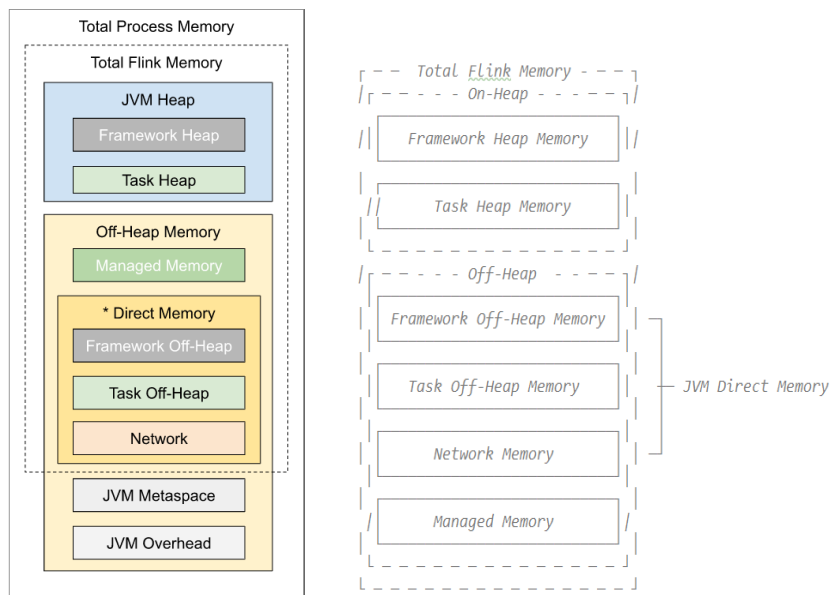 Total Process Memory
Total Flink Memory
JVM Heap
Framework Heap
Task Heap
Off-Heap Memory
Managed Memory
* Direct Memory
Framework Off-Heap
Task Off-Heap
Network
JVM Metaspace
JVM Overhead
Total Flink Memory
On-Heap
Framework Heap Memory
Task Heap Memory
Off-Heap
Framework Off-Heap Memory
Task Off-Heap Memory
JVM Direct Memory
Network Memory
Managed Memory